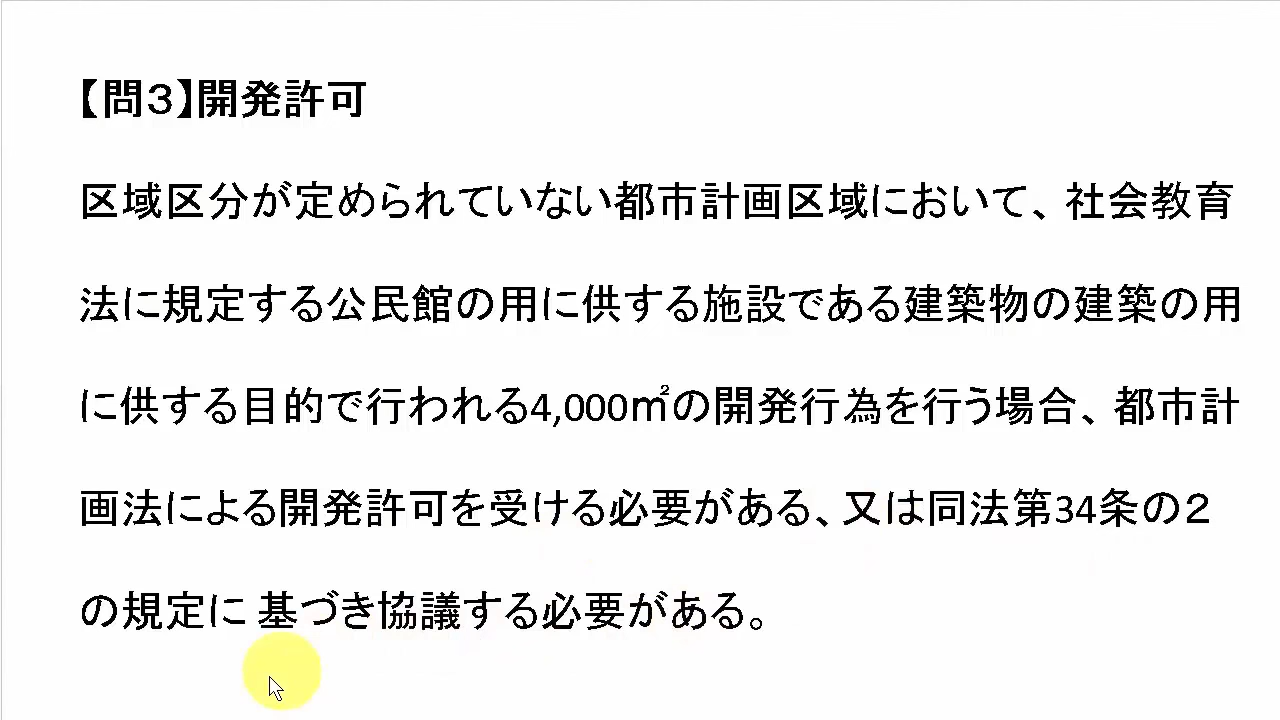 【問3】開発許可
区域区分が定められていない都市計画区域において、社会教育
法に規定する公民館の用に供する施設である建築物の建築の用
に供する目的で行われる4,000㎡の開発行為を行う場合、都市計
画法による開発許可を受ける必要がある、又は同法第34条の2
の規定に 基づき協議する必要がある。